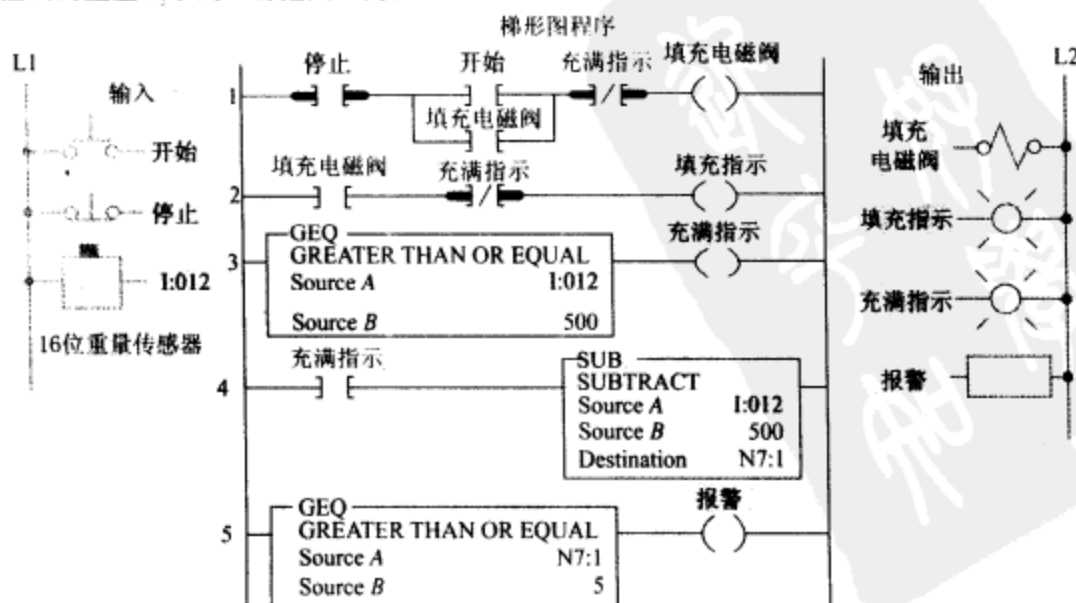 梯形图程序
L1
L2
输入
开始
停止
I:012
16位重量传感器
1
停止
开始
充满指示
填充电磁阀
填充电磁阀
2
填充电磁阀
充满指示
填充指示
3
GEQ
GREATER THAN OR EQUAL
Source A I:012
Source B 500
充满指示
4
充满指示
SUB
SUBTRACT
Source A I:012
Source B 500
Destination N7:1
5
GEQ
GREATER THAN OR EQUAL
Source A N7:1
Source B 5
报警
输出
填充
电磁阀
填充指示
充满指示
报警